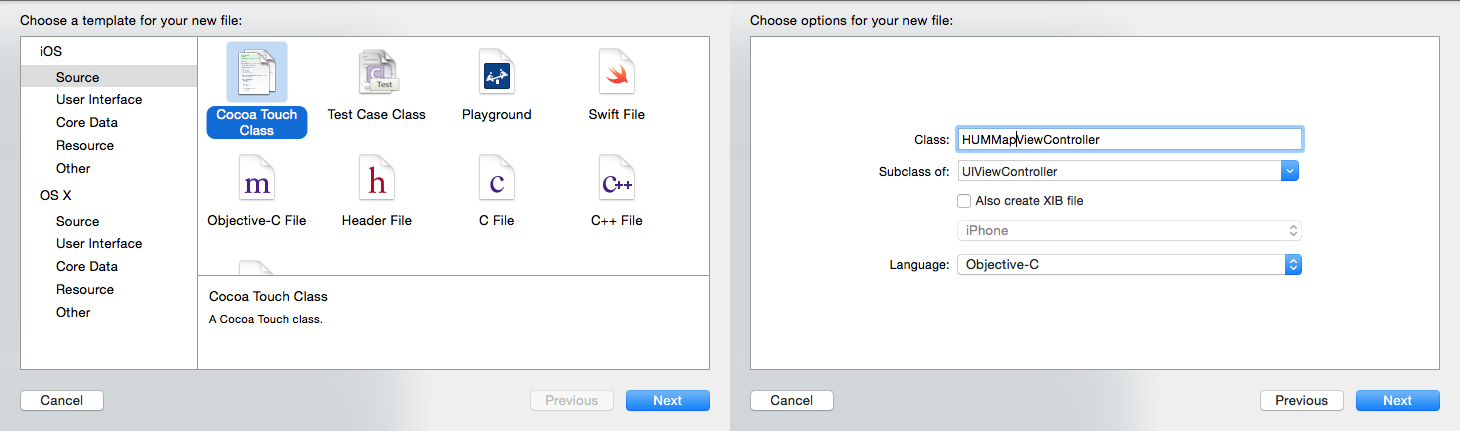 Choose a template for your new file:
iOS
Source
User Interface
Core Data
Resource
Other
OS X
Source
User Interface
Core Data
Resource
Other
Cocoa Touch
Class
Test
Test Case Class
Playground
Swift File
m
Objective-C File
h
Header File
c
C File
C++
C++ File
Cocoa Touch Class
A Cocoa Touch class.
Cancel
Previous
Next
Choose options for your new file:
Class: HUMMapViewController
Subclass of: UIViewController
Also create XIB file
iPhone
Language: Objective-C
Cancel
Previous
Next